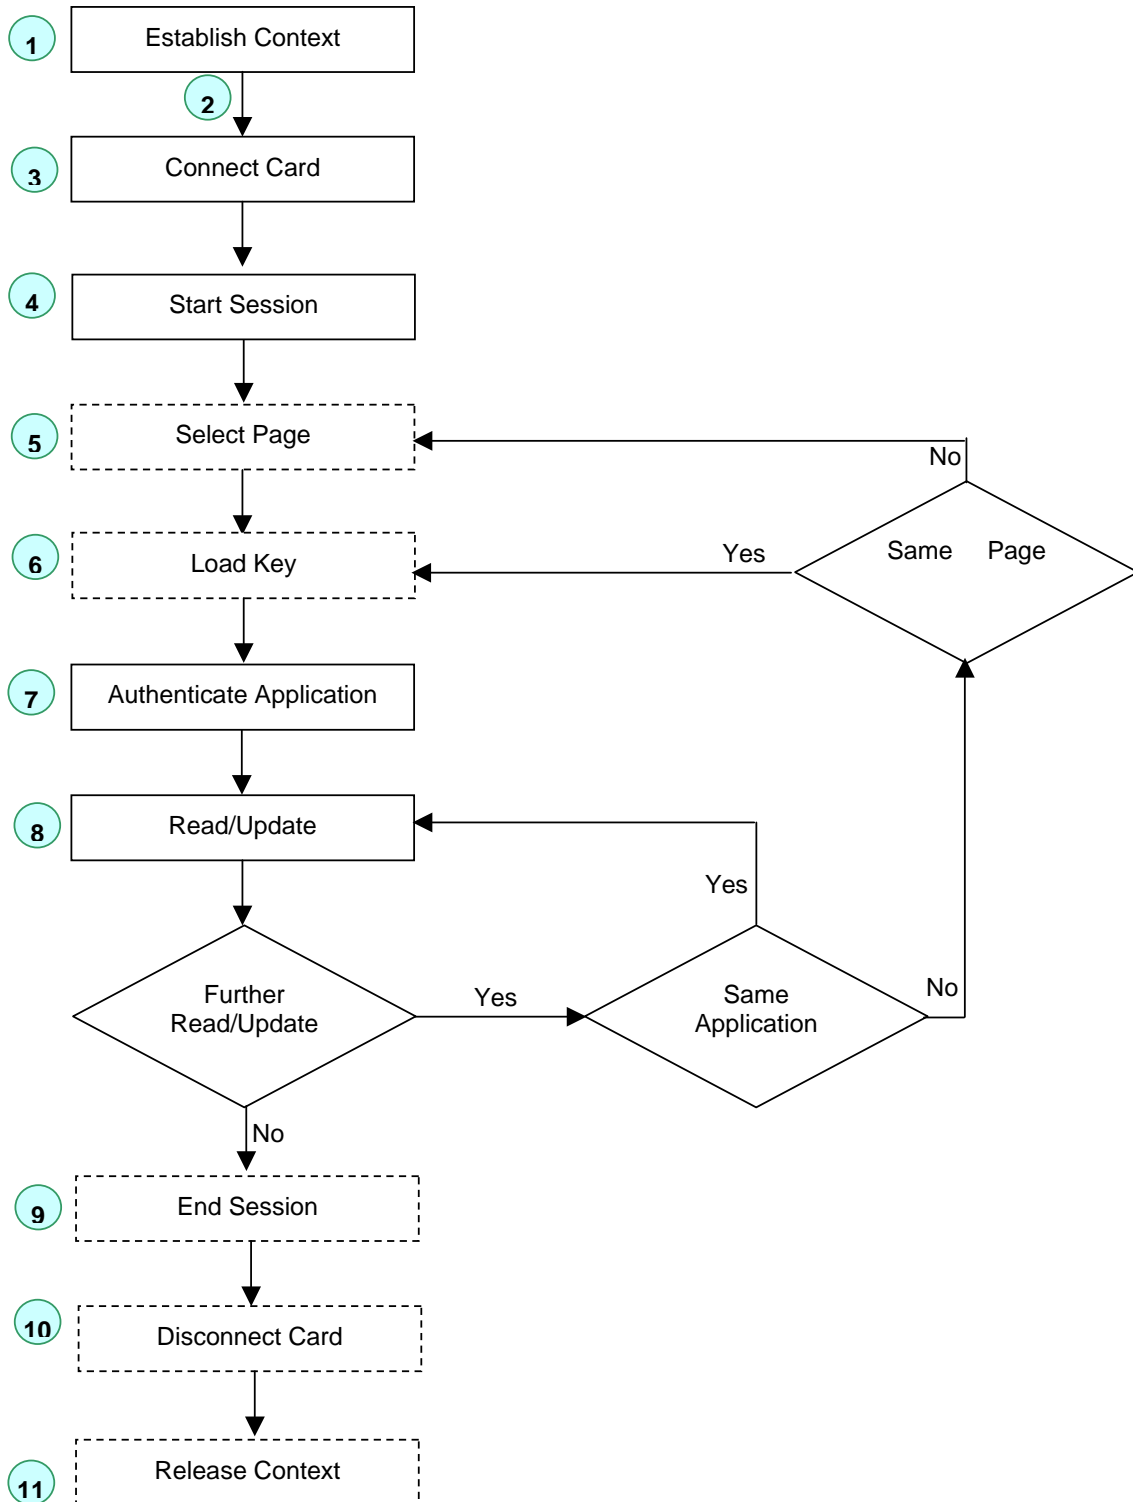 1
Establish Context
2
3
Connect Card
4
Start Session
5
Select Page
No
6
Load Key
Yes
Same Page
7
Authenticate Application
8
Read/Update
Yes
Further
Read/Update
Yes
Same
Application
No
No
9
End Session
10
Disconnect Card
11
Release Context